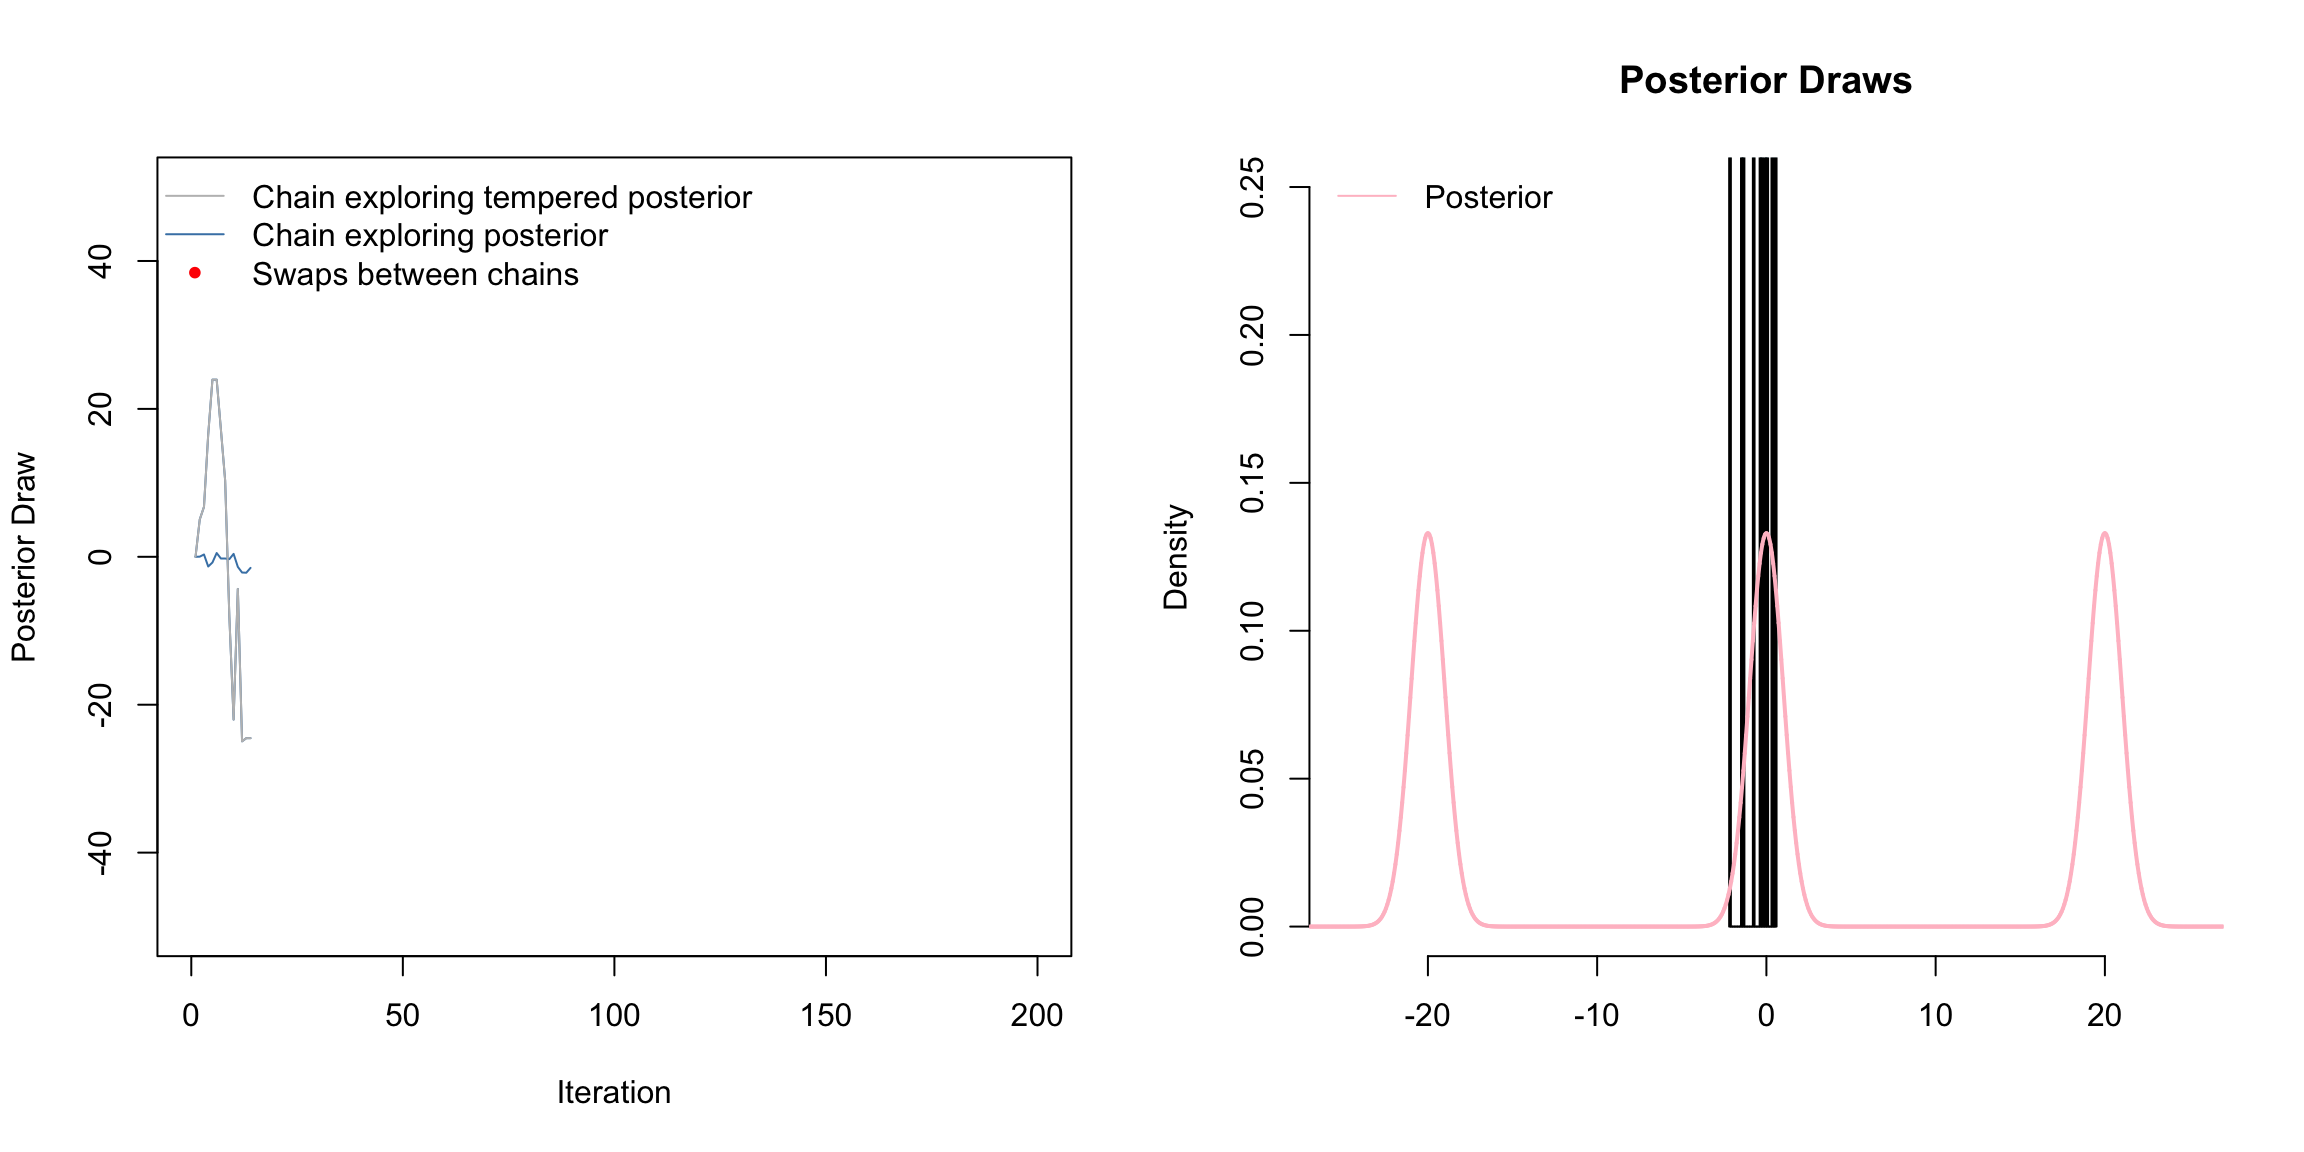 Chain exploring tempered posterior
Chain exploring posterior
Swaps between chains
Posterior Draw
40
20
0
-20
-40
0 50 100 150 200
Iteration
Posterior Draws
Posterior
Density
0.25
0.20
0.15
0.10
0.05
0.00
-20 -10 0 10 20